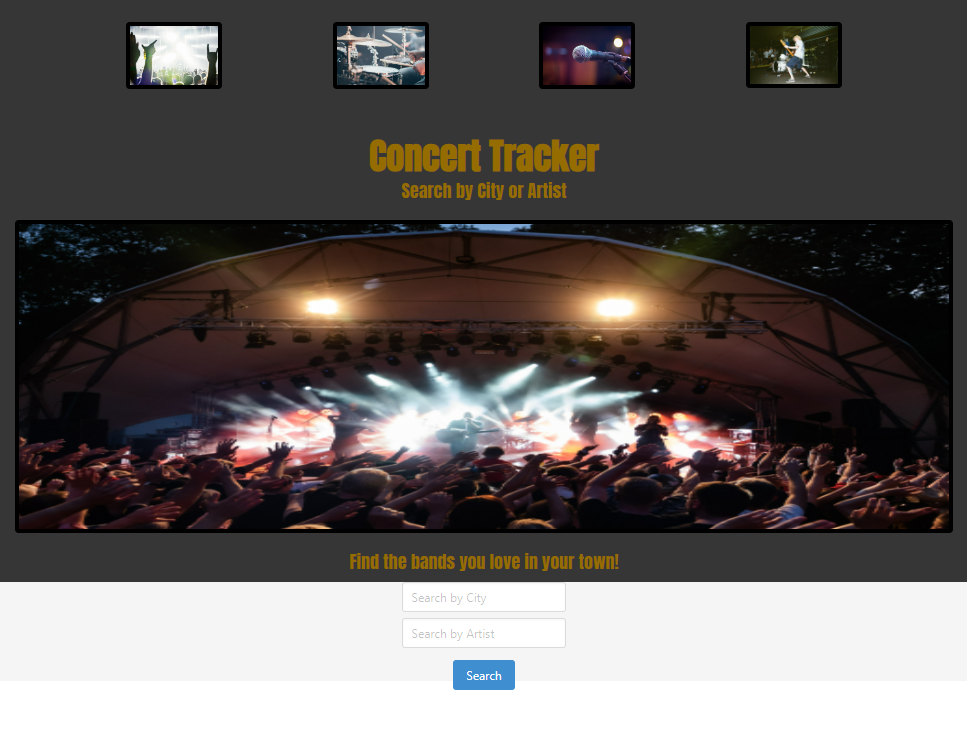 Concert Tracker
Search by City or Artist
Find the bands you love in your town!
Search by City
Search by Artist
Search